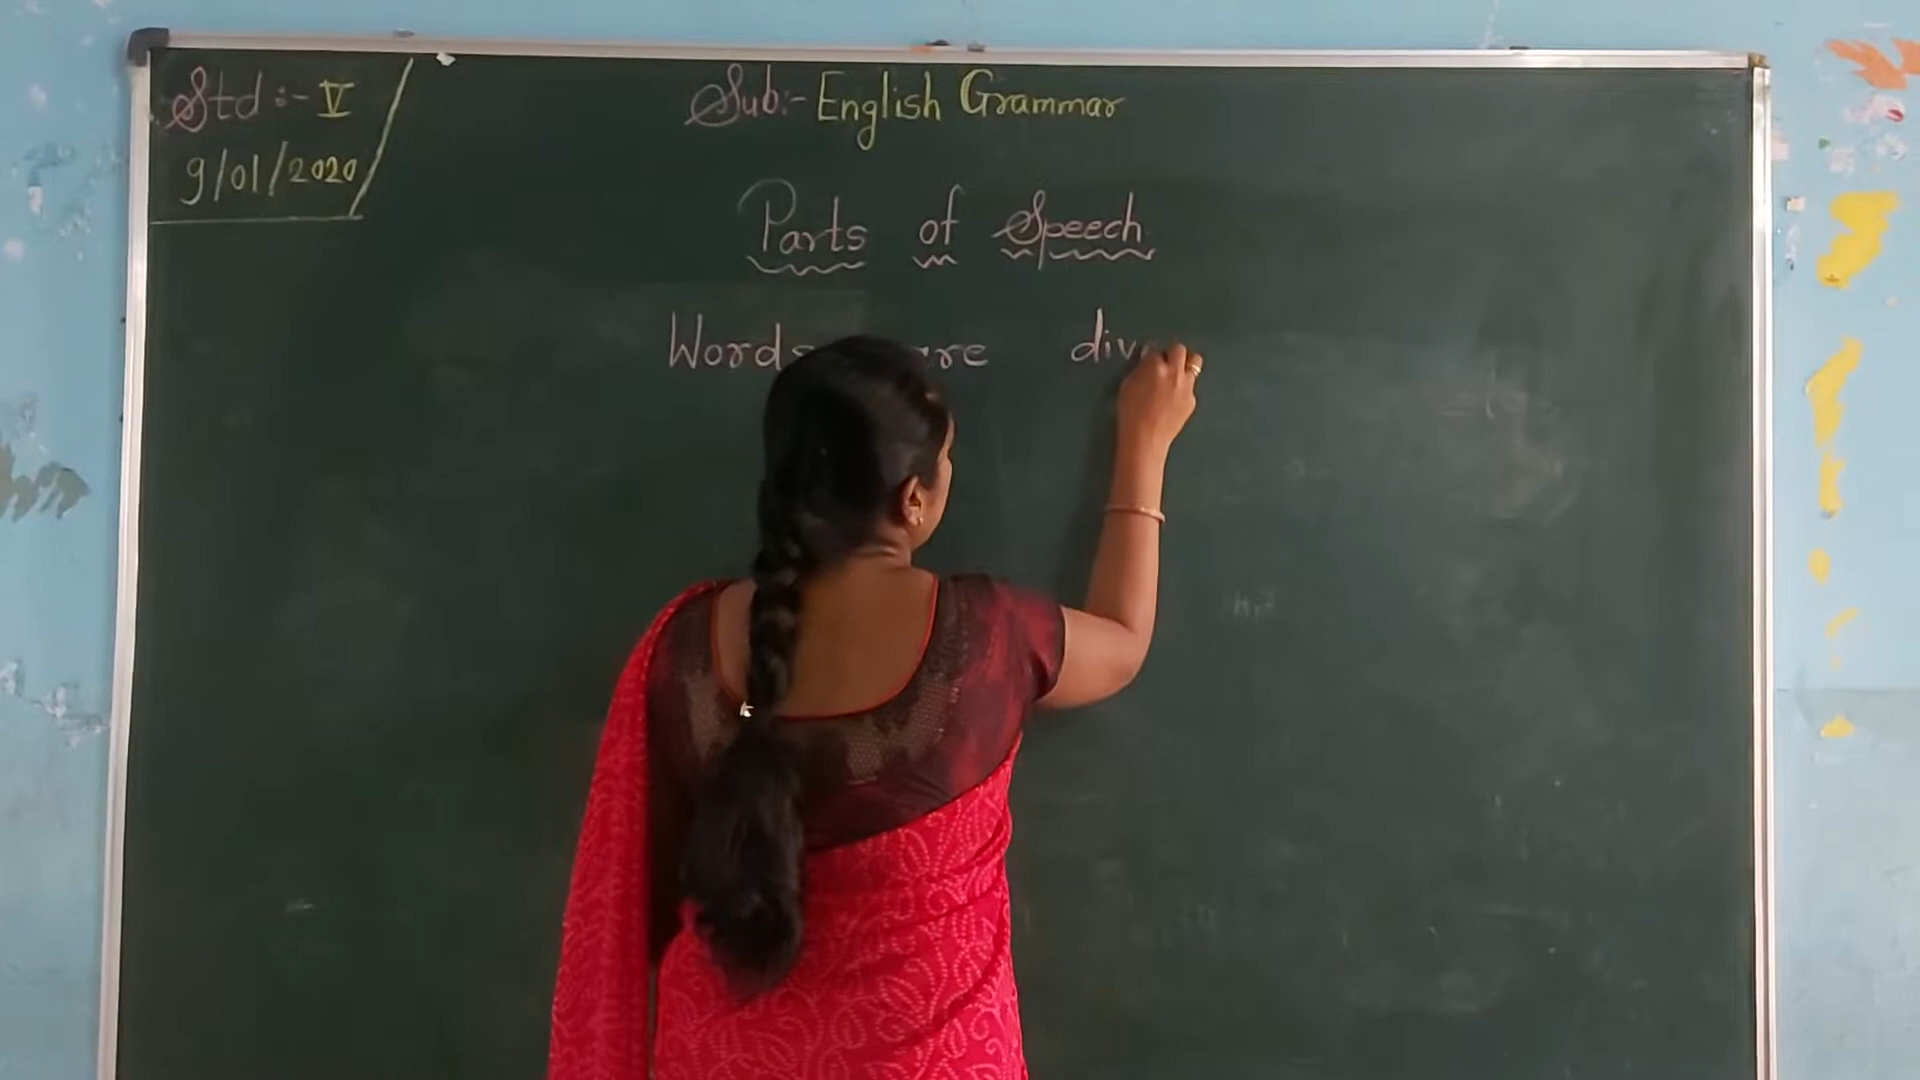 Std :- V
9/01/2020
Sub:- English Grammar
Parts of Speech
Words are div